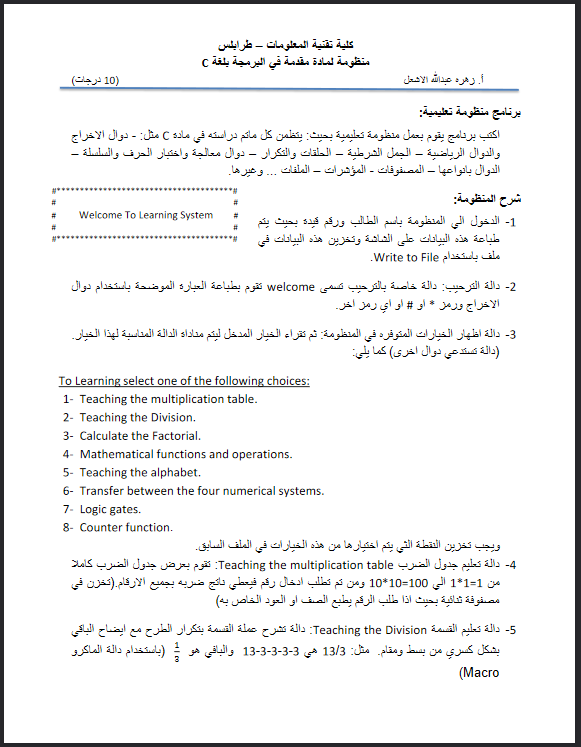 كلية تقنية المعلومات – طرابلس
منظومة لمادة مقدمة في البرمجة بلغة C
أ. زهره عبدالله الاشعل (10 درجات)
برنامج منظومة تعليمية:
اكتب برنامج يقوم بعمل منظومة تعليمية بحيث: يتظمن كل ماتم دراسته في مادة C مثل: - دوال الاخراج
والدوال الرياضية – الجمل الشرطية – الحلقات والتكرار – دوال معالجة واختبار الحرف والسلسلة –
الدوال بانواعها – المصفوفات - المؤشرات – الملفات ... وغيرها.
شرح المنظومة:
#**************************************#
# #
# Welcome To Learning System #
# #
#**************************************#
1- الدخول الي المنظومة باسم الطالب ورقم قيده بحيث يتم
طباعة هذه البيانات على الشاشة وتخزين هذه البيانات في
ملف باستخدام Write to File.
2- دالة الترحيب: دالة خاصة بالترحيب تسمى welcome تقوم بطباعة العبارة الموضحة باستخدام دوال
الاخراج ورمز * او # او اي رمز اخر.
3- دالة اظهار الخيارات المتوفره في المنظومة: ثم تقراء الخيار المدخل ليتم مناداة الدالة المناسبة لهذا الخيار.
(دالة تستدعي دوال اخرى) كما يلي:
To Learning select one of the following choices:
1- Teaching the multiplication table.
2- Teaching the Division.
3- Calculate the Factorial.
4- Mathematical functions and operations.
5- Teaching the alphabet.
6- Transfer between the four numerical systems.
7- Logic gates.
8- Counter function.
ويجب تخزين النقطة التي يتم اختيارها من هذه الخيارات في الملف السابق.
4- دالة تعليم جدول الضرب Teaching the multiplication table: تقوم بعرض جدول الضرب كاملا
من 1=1*1 الي 100=10*10 ومن تم تطلب ادخال رقم فيعطي داتج ضربه بجميع الارقام.(تخزن في
مصفوفة ثنائية بحيث اذا طلب الرقم يطبع الصف او العود الخاص به)
5- دالة تعليم القسمة Teaching the Division: دالة تشرح عملة القسمة بتكرار الطرح مع ايضاح الباقي
بشكل كسري من بسط ومقام. مثل: 13/3 هي 3-3-3-3-13 والباقي هو 1/3 (باستخدام دالة الماكرو
Macro)